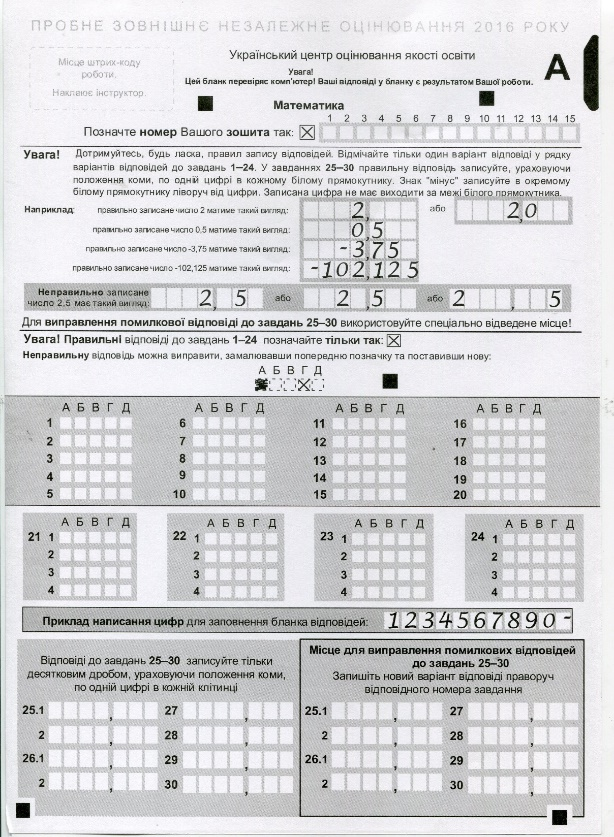 ПРОБНЕ ЗОВНІШНЄ НЕЗАЛЕЖНЕ ОЦІНЮВАННЯ 2016 РОКУ
Місце штрих-коду
роботи.
Наклеює інструктор.
Український центр оцінювання якості освіти
Увага!
Цей бланк перевіряє комп'ютер! Ваші відповіді у бланку є результатом Вашої роботи.
А
Математика
1 2 3 4 5 6 7 8 9 10 11 12 13 14 15
Позначте номер Вашого зошита так:
Увага! Дотримуйтесь, будь ласка, правил запису відповідей. Відмічайте тільки один варіант відповіді у рядку
варіантів відповіді до завдань 1–24. У завданнях 25–30 правильну відповідь записуйте, ураховуючи
положення коми, по одній цифрі в кожному білому прямокутнику. Знак "мінус" записуйте в окремому
білому прямокутнику ліворуч від цифри. Записана цифра не має виходити за межі білого прямокутника.
Наприклад: правильно записане число 2 матиме такий вигляд: 2, або 2,0
правильно записане число 0,5 матиме такий вигляд: 0,5
правильно записане число -3,75 матиме такий вигляд: -3,75
правильно записане число -102,125 матиме такий вигляд: -102,125
Неправильно записане
число 2,5 має такий вигляд: 2,5 або 2,5 або 2 , 5
Для виправлення помилкової відповіді до завдань 25–30 використовуйте спеціально відведене місце!
Увага! Правильні відповіді до завдань 1–24 позначайте тільки так:
Неправильну відповідь можна виправити, замалювавши попередню позначку та поставивши нову:
А Б В Г Д
А Б В Г Д А Б В Г Д А Б В Г Д А Б В Г Д
1 6 11 16
2 7 12 17
3 8 13 18
4 9 14 19
5 10 15 20
А Б В Г Д А Б В Г Д А Б В Г Д А Б В Г Д
21 1 22 1 23 1 24 1
2 2 2 2
3 3 3 3
4 4 4 4
Приклад написання цифр для заповнення бланка відповідей: 1234567890-
Відповіді до завдань 25–30 записуйте тільки
десятковим дробом, ураховуючи положення коми,
по одній цифрі в кожній клітинці
25.1 , 27 ,
2 , 28 ,
26.1 , 29 ,
2 , 30 ,
Місце для виправлення помилкових відповідей
до завдань 25–30
Запишіть новий варіант відповіді праворуч
відповідного номера завдання
25.1 , 27 ,
2 , 28 ,
26.1 , 29 ,
2 , 30 ,